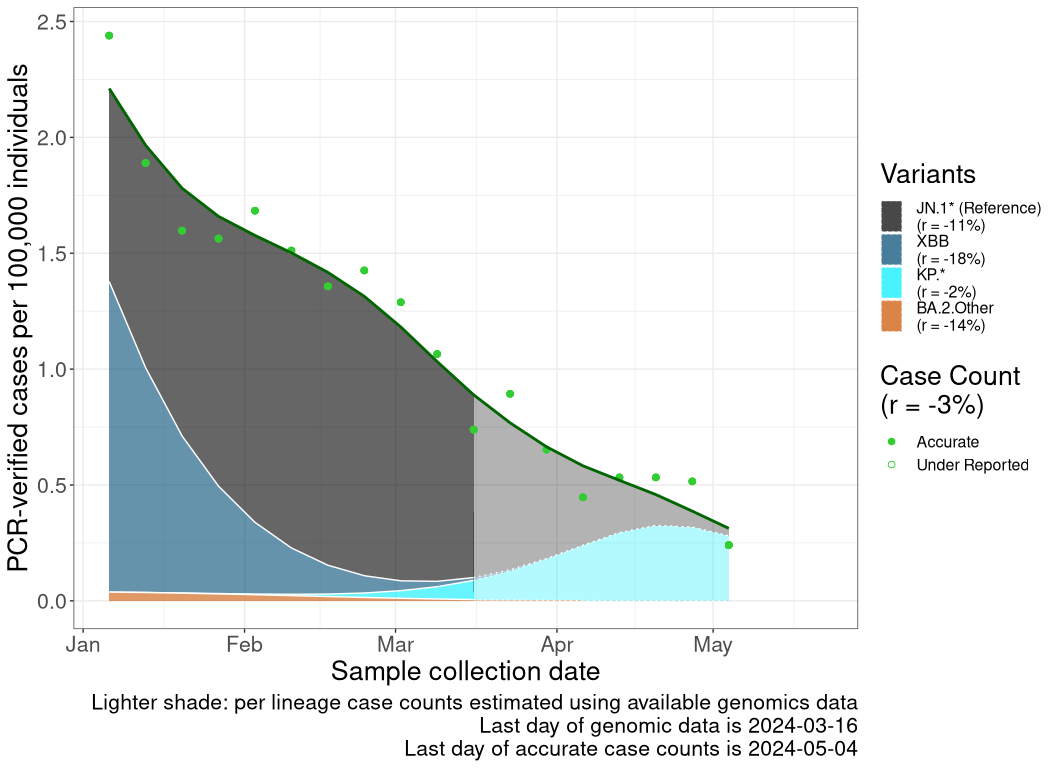 PCR-verified cases per 100,000 individuals
2.5
2.0
1.5
1.0
0.5
0.0
Jan Feb Mar Apr May
Sample collection date
Variants
JN.1* (Reference)
(r = -11%)
XBB
(r = -18%)
KP.*
(r = -2%)
BA.2.Other
(r = -14%)
Case Count
(r = -3%)
Accurate
Under Reported
Lighter shade: per lineage case counts estimated using available genomics data
Last day of genomic data is 2024-03-16
Last day of accurate case counts is 2024-05-04